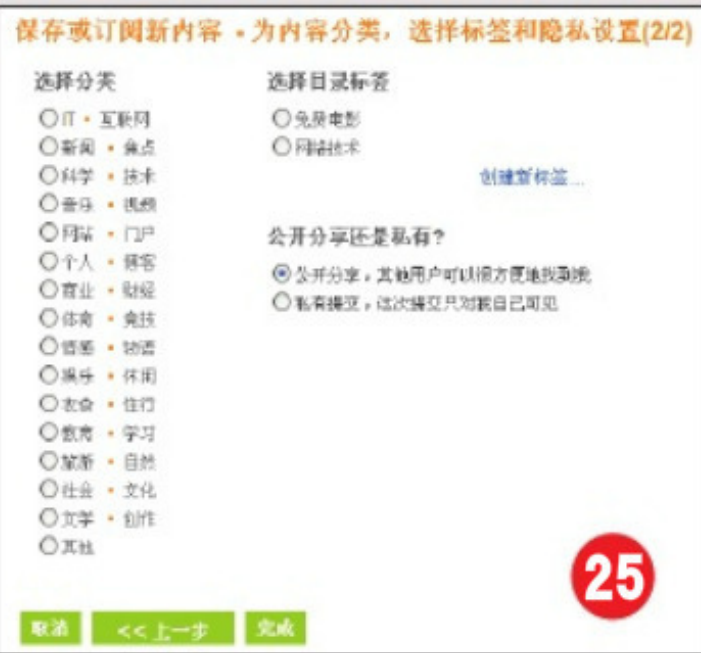 保存或订阅新内容 • 为内容分类，选择标签和隐私设置(2/2)
选择分类
IT • 互联网
新闻 • 焦点
科学 • 技术
音乐 • 视频
网站 • 门户
个人 • 博客
商业 • 财经
体育 • 竞技
情感 • 物语
娱乐 • 休闲
衣食 • 住行
教育 • 学习
旅游 • 自然
社会 • 文化
文学 • 创作
其他
选择目录标签
免费电影
网络技术
创建新标签...
公开分享还是私有?
公开分享，其他用户可以很方便地找到我
私有提交，这次提交只对我自己可见
25
取消
<<上一步
完成